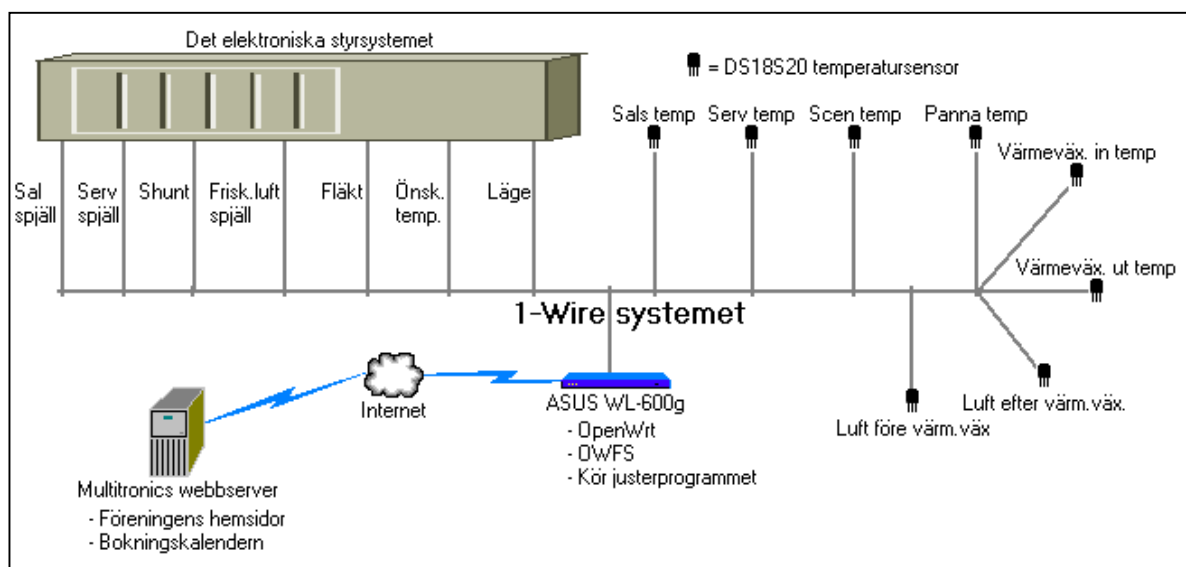 Det elektroniska styrsystemet
= DS18S20 temperatursensor
Sals temp
Serv temp
Scen temp
Panna temp
Värmeväx. in temp
Sal
spjäll
Serv
spjäll
Shunt
Frisk.luft
spjäll
Fläkt
Önsk.
temp.
Läge
Värmeväx. ut temp
1-Wire systemet
Internet
ASUS WL-600g
- OpenWrt
- OWFS
- Kör justerprogrammet
Luft före värm.väx
Luft efter värm.väx.
Multitronics webbserver
- Föreningens hemsidor
- Bokningskalendern